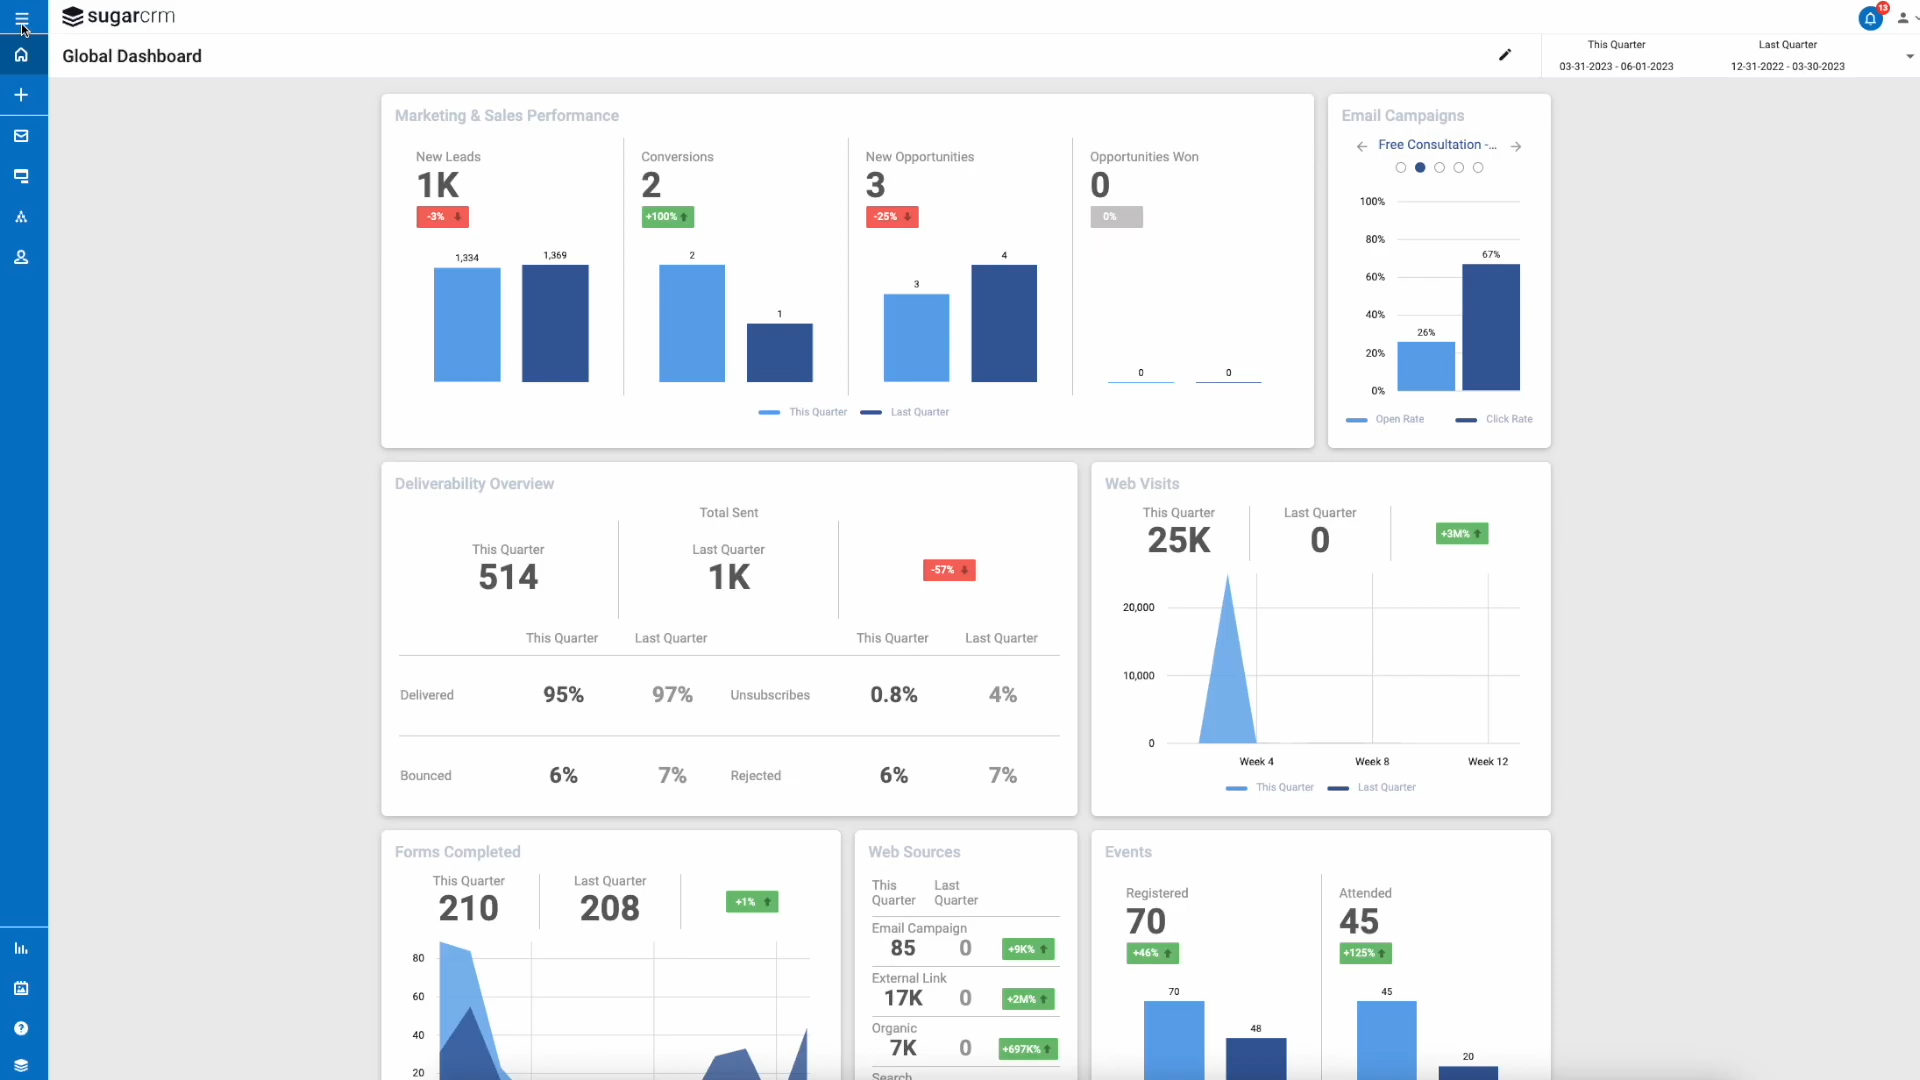 sugarcrm
13
Global Dashboard
This Quarter
03-31-2023 - 06-01-2023
Last Quarter
12-31-2022 - 03-30-2023
Marketing & Sales Performance
New Leads
1K
-3%
1,334
1,369
Conversions
2
+100%
2
1
New Opportunities
3
-25%
3
4
Opportunities Won
0
0%
0
0
This Quarter
Last Quarter
Email Campaigns
Free Consultation -...
100%
80%
60%
40%
20%
0%
26%
67%
Open Rate
Click Rate
Deliverability Overview
Total Sent
This Quarter
514
Last Quarter
1K
-57%
This Quarter Last Quarter This Quarter Last Quarter
Delivered 95% 97% Unsubscribes 0.8% 4%
Bounced 6% 7% Rejected 6% 7%
Web Visits
This Quarter
25K
Last Quarter
0
+3M%
20,000
10,000
0
Week 4 Week 8 Week 12
This Quarter
Last Quarter
Forms Completed
This Quarter
210
Last Quarter
208
+1%
80
60
40
20
Web Sources
This Quarter
Last Quarter
Email Campaign
85 0 +9K%
External Link
17K 0 +2M%
Organic
7K 0 +697K%
Search
Events
Registered
70
+46%
70
48
Attended
45
+125%
45
20